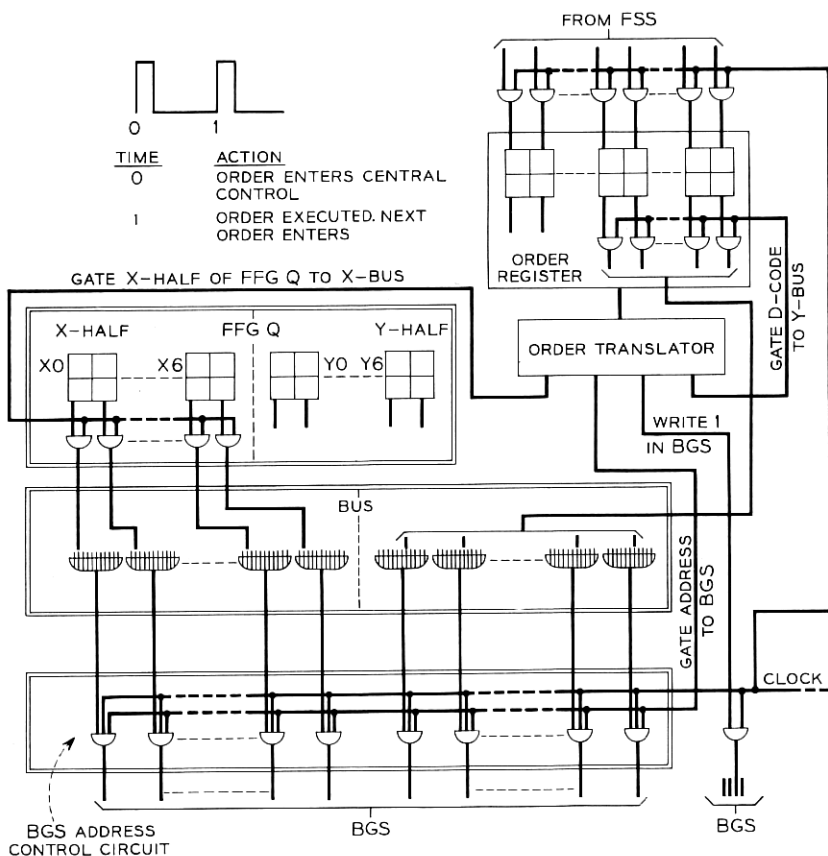 FROM FSS
0 1
TIME ACTION
0 ORDER ENTERS CENTRAL
CONTROL
1 ORDER EXECUTED. NEXT
ORDER ENTERS
ORDER
REGISTER
GATE D-CODE
TO Y-BUS
GATE X-HALF OF FFG Q TO X-BUS
X-HALF FFG Q Y-HALF
X0 X6 Y0 Y6
ORDER TRANSLATOR
WRITE 1
IN BGS
BUS
GATE ADDRESS
TO BGS
CLOCK
BGS ADDRESS
CONTROL CIRCUIT
BGS
BGS